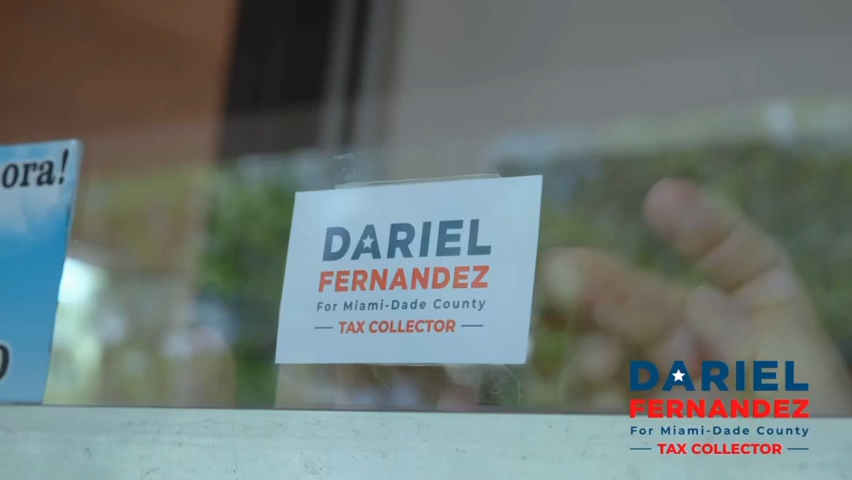 ora!
DARIEL
FERNANDEZ
For Miami-Dade County
TAX COLLECTOR
DARIEL
FERNANDEZ
For Miami-Dade County
TAX COLLECTOR